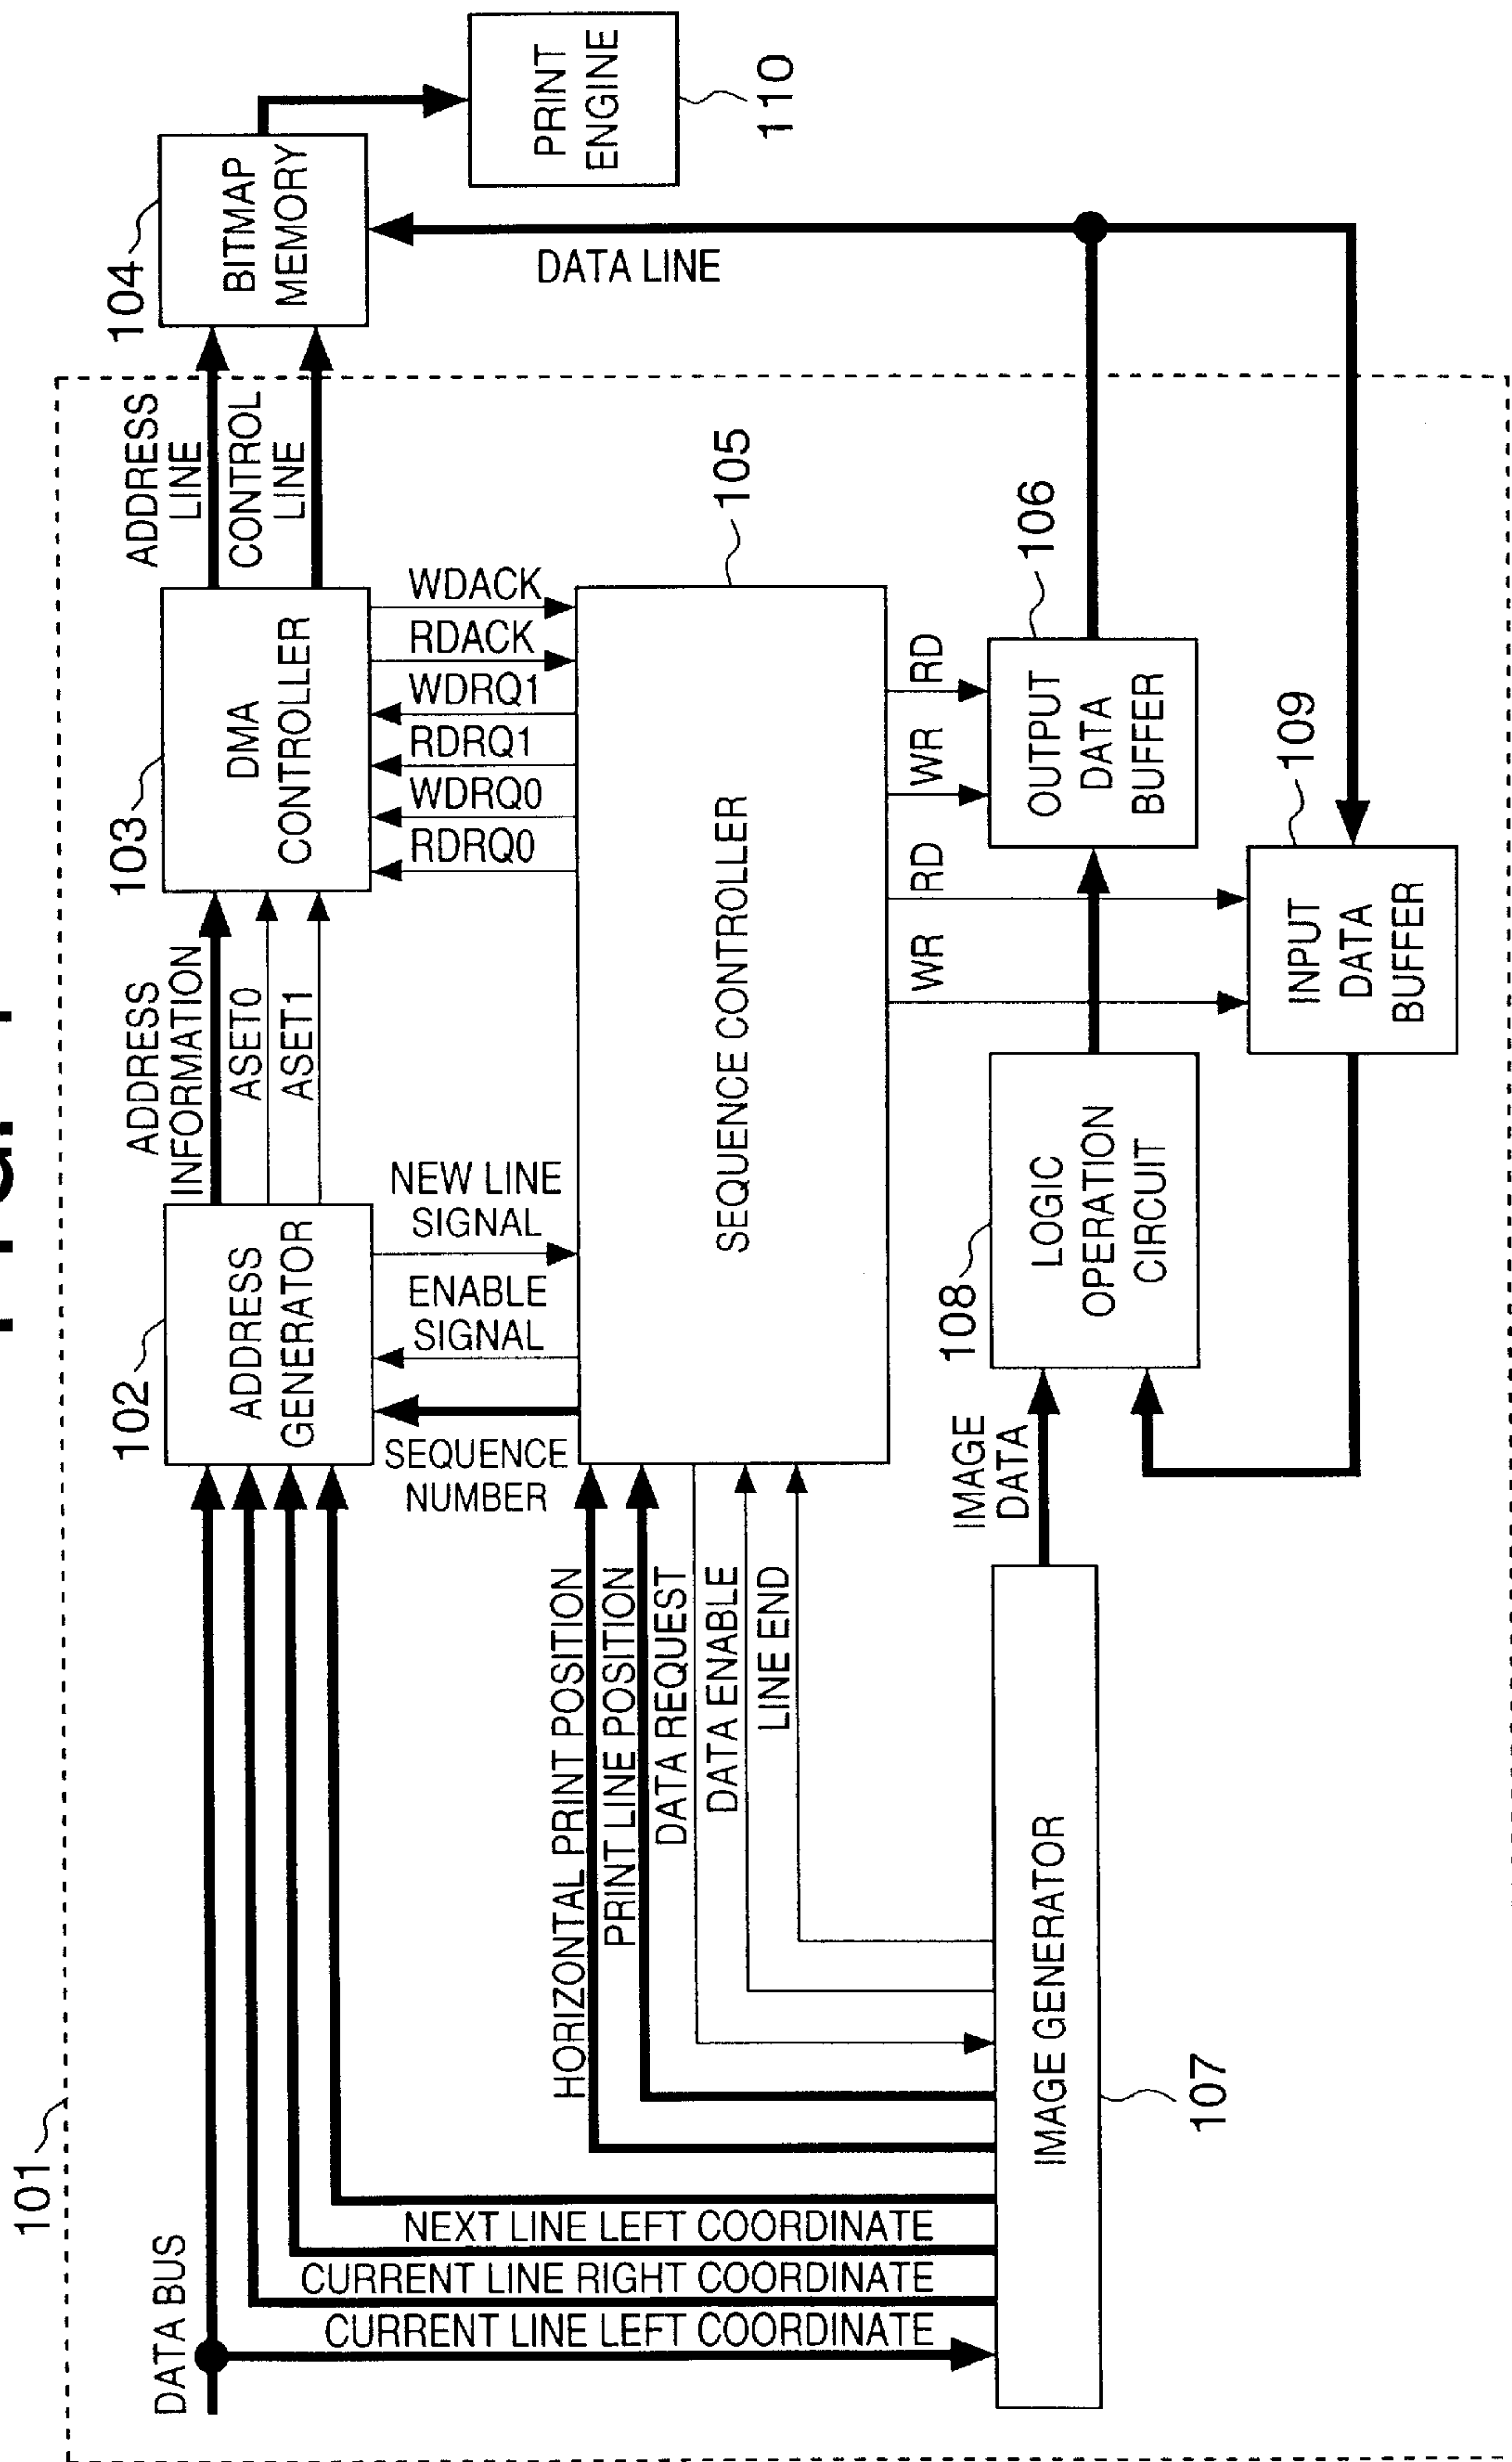 101
DATA BUS
102
ADDRESS
GENERATOR
ADDRESS
INFORMATION
ASET0
ASET1
103
DMA
CONTROLLER
ADDRESS
LINE
CONTROL
LINE
104
BITMAP
MEMORY
PRINT
ENGINE
110
NEXT LINE LEFT COORDINATE
CURRENT LINE RIGHT COORDINATE
CURRENT LINE LEFT COORDINATE
SEQUENCE
NUMBER
ENABLE
SIGNAL
NEW LINE
SIGNAL
RDRQ0
WDRQ0
RDRQ1
WDRQ1
RDACK
WDACK
DATA LINE
HORIZONTAL PRINT POSITION
PRINT LINE POSITION
DATA REQUEST
DATA ENABLE
LINE END
SEQUENCE CONTROLLER
105
WR
RD
WR
RD
IMAGE GENERATOR
107
IMAGE
DATA
108
LOGIC
OPERATION
CIRCUIT
106
OUTPUT
DATA
BUFFER
109
INPUT
DATA
BUFFER